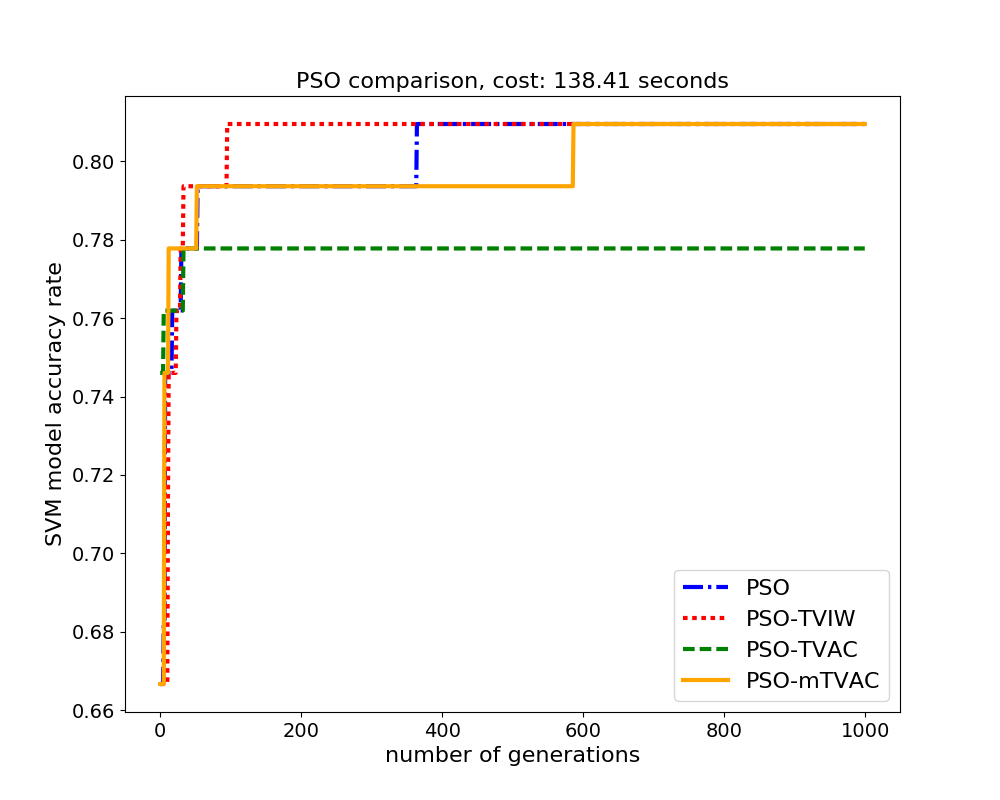 PSO comparison, cost: 138.41 seconds
SVM model accuracy rate
0.80
0.78
0.76
0.74
0.72
0.70
0.68
0.66
0 200 400 600 800 1000
number of generations
PSO
PSO-TVIW
PSO-TVAC
PSO-mTVAC